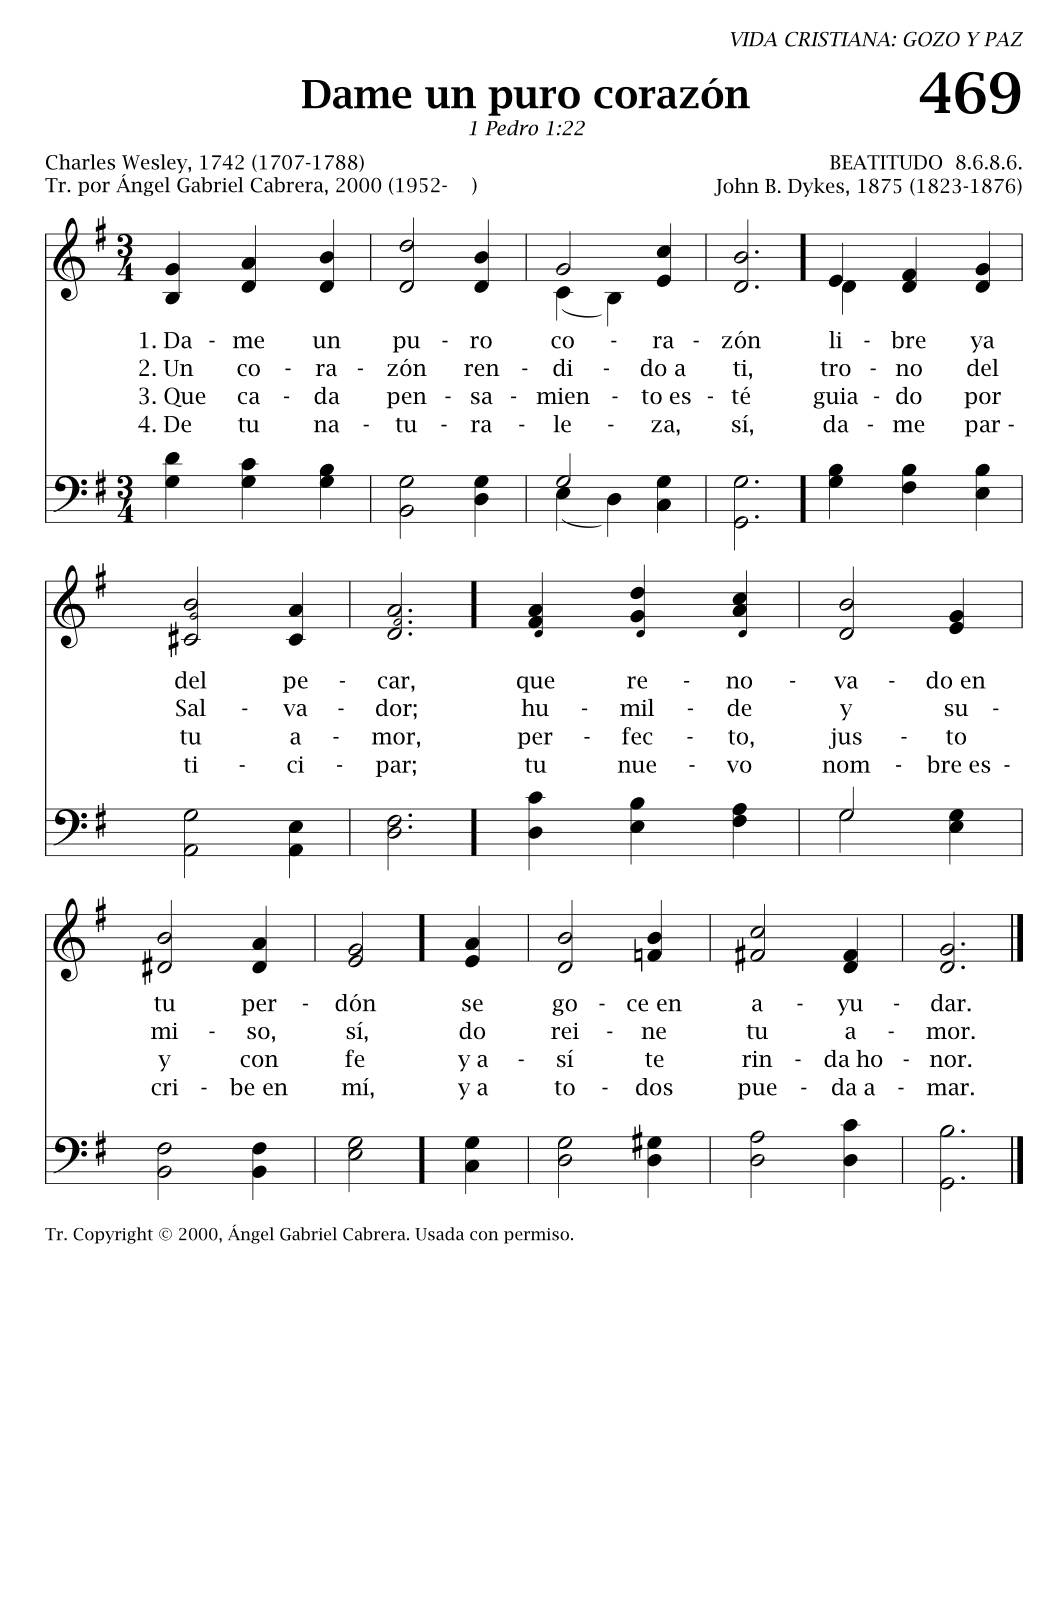 VIDA CRISTIANA: GOZO Y PAZ
Dame un puro corazón 469
1 Pedro 1:22
Charles Wesley, 1742 (1707-1788) BEATITUDO 8.6.8.6.
Tr. por Ángel Gabriel Cabrera, 2000 (1952- ) John B. Dykes, 1875 (1823-1876)
3 4
1. Da - me un pu - ro co - ra - zón li - bre ya
2. Un co - ra - zón ren - di - do a ti, tro - no del
3. Que ca - da pen - sa - mien - to es - té guia - do por
4. De tu na - tu - ra - le - za, sí, da - me par -
3 4
del pe - car, que re - no - va - do en
Sal - va - dor; hu - mil - de y su -
tu a - mor, per - fec - to, jus - to
ti - ci - par; tu nue - vo nom - bre es -
tu per - dón se go - ce en a - yu - dar.
mi - so, sí, do rei - ne tu a - mor.
y con fe y a - sí te rin - da ho - nor.
cri - be en mí, y a to - dos pue - da a - mar.
Tr. Copyright © 2000, Ángel Gabriel Cabrera. Usada con permiso.